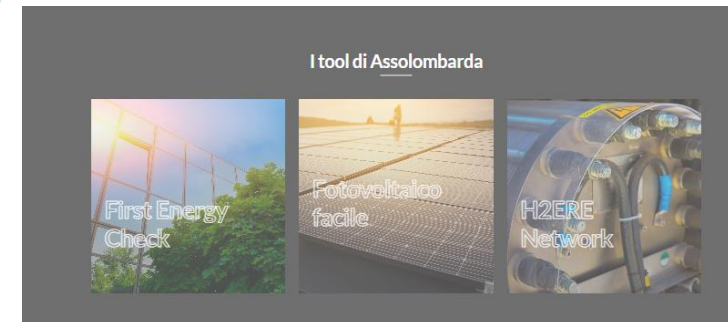 I tool di Assolombarda
First Energy
Check
Fotovoltaico
facile
H2ERE
Network